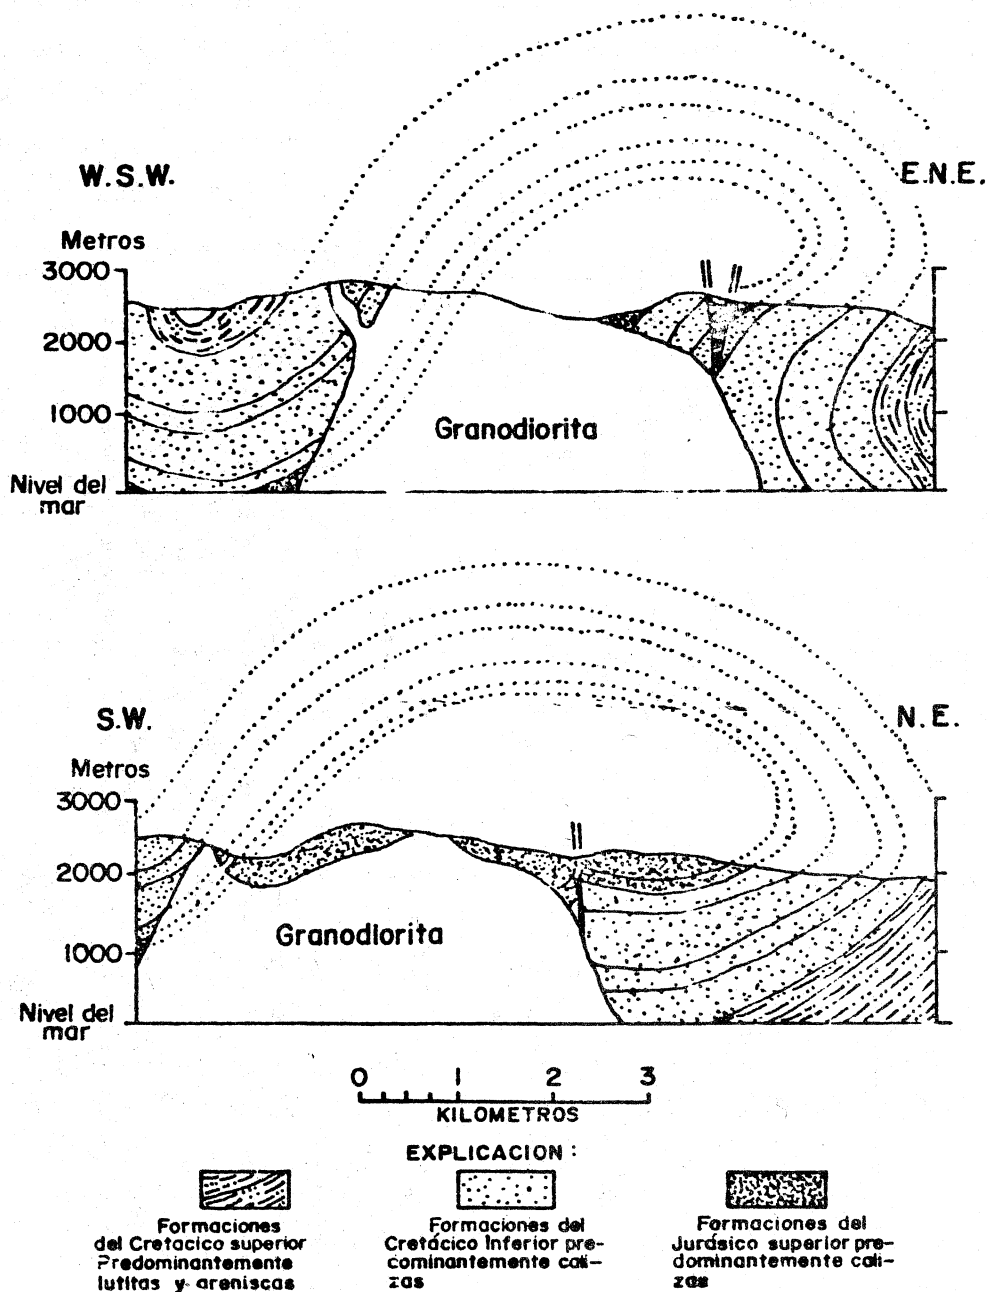 W.S.W.
E.N.E.
Metros
3000
2000
1000
Nivel del
mar
Granodiorita
S.W.
N.E.
Metros
3000
2000
1000
Nivel del
mar
Granodiorita
0 1 2 3
KILOMETROS
EXPLICACION :
Formaciones
del Cretacico superior
Predominantemente
lutitas y areniscas
Formaciones del
Cretácico Inferior pre-
dominantemente cali-
zas
Formaciones del
Jurásico superior pre-
dominantemente cali-
zas